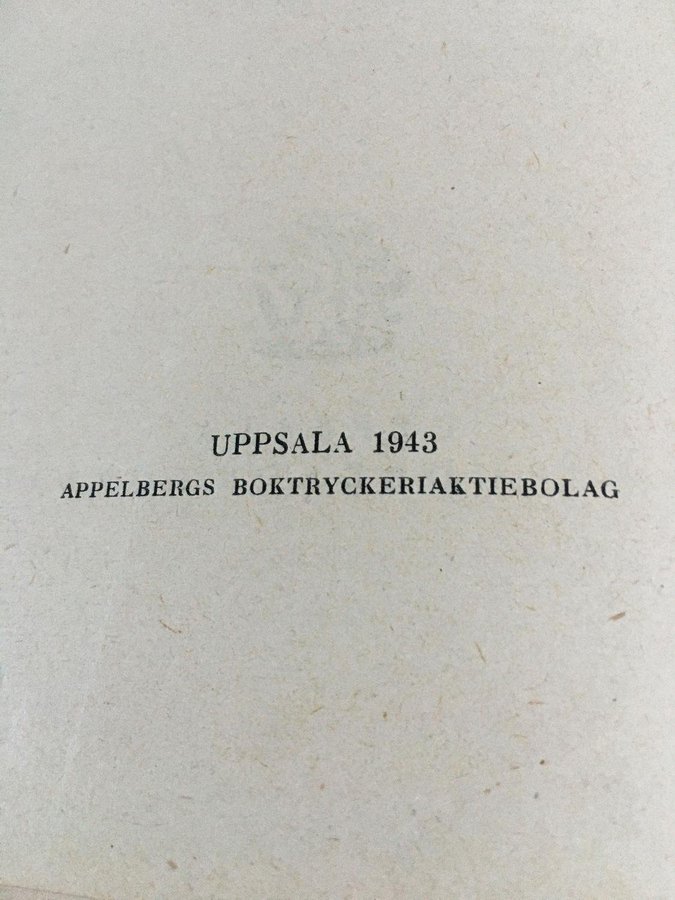 UPPSALA 1943
APPELBERGS BOKTRYCKERIAKTIEBOLAG